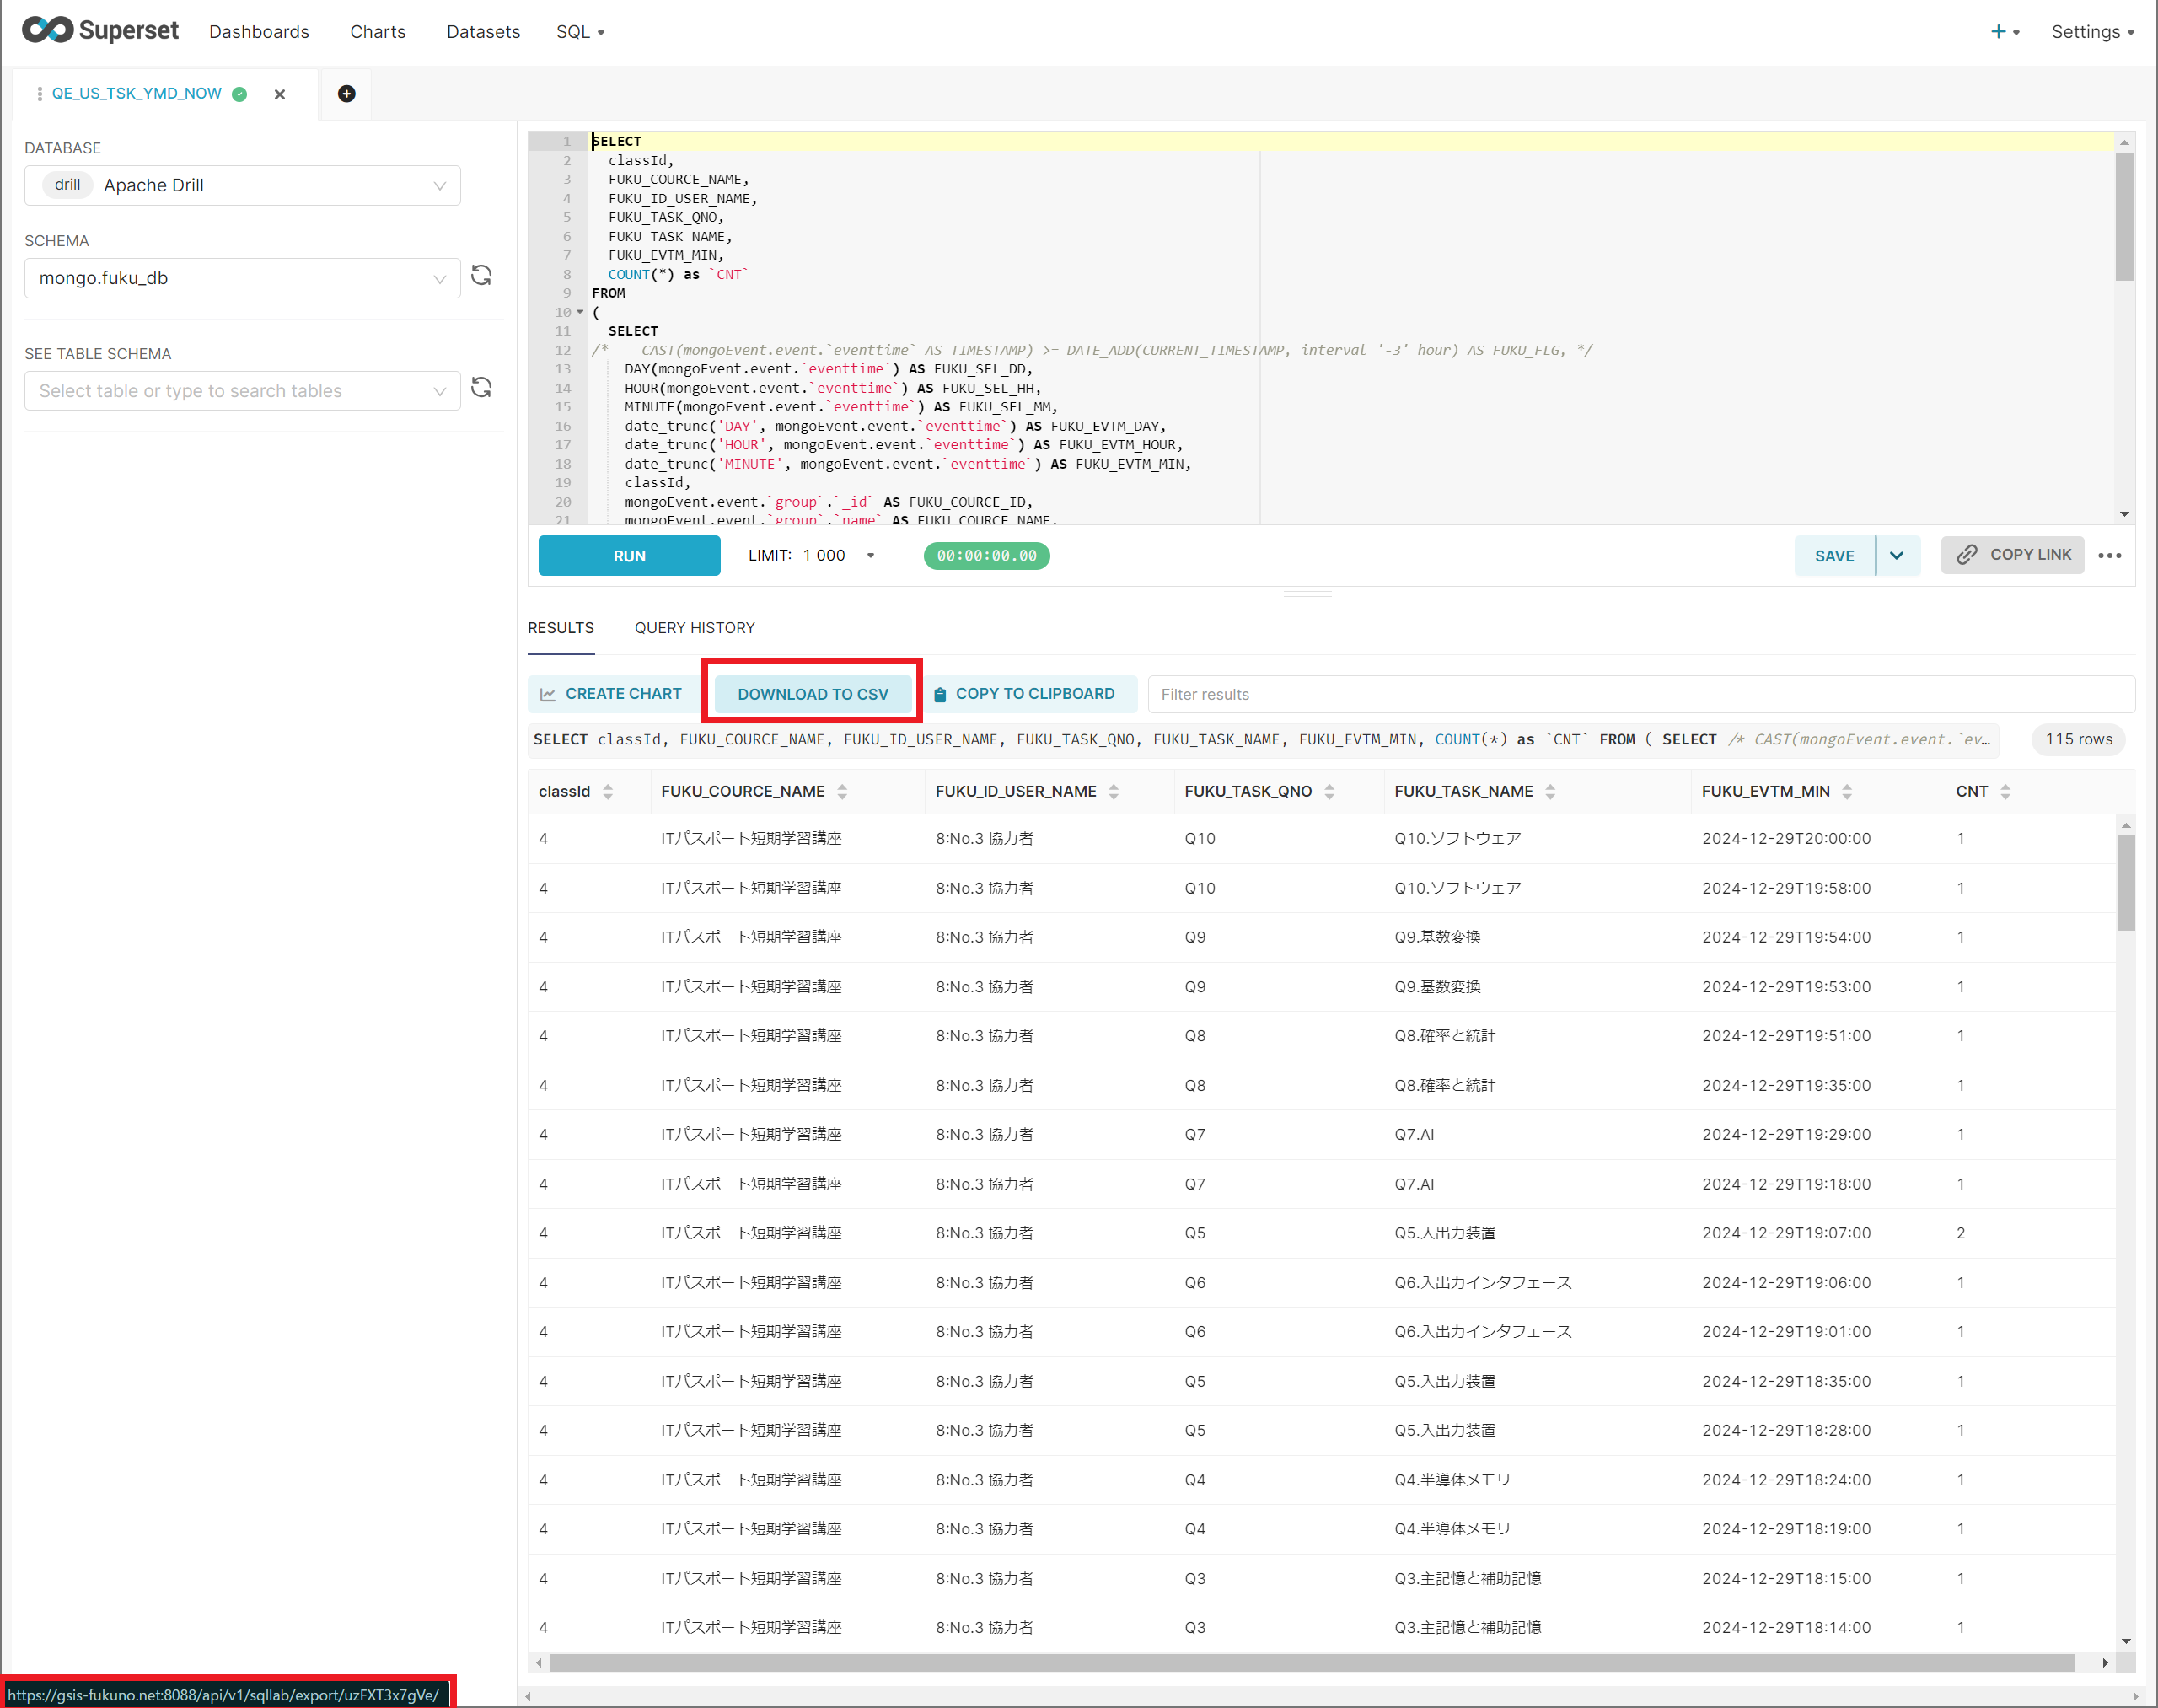 Superset Dashboards Charts Datasets SQL Settings
QE_US_TSK_YMD_NOW
DATABASE
drill Apache Drill
SCHEMA
mongo.fuku_db
SEE TABLE SCHEMA
Select table or type to search tables
1 SELECT
2 classId,
3 FUKU_COURCE_NAME,
4 FUKU_ID_USER_NAME,
5 FUKU_TASK_QNO,
6 FUKU_TASK_NAME,
7 FUKU_EVTM_MIN,
8 COUNT(*) as `CNT`
9 FROM
10 (
11 SELECT
12 /* CAST(mongoEvent.event.`eventtime` AS TIMESTAMP) >= DATE_ADD(CURRENT_TIMESTAMP, interval '-3' hour) AS FUKU_FLG, */
13 DAY(mongoEvent.event.`eventtime`) AS FUKU_SEL_DD,
14 HOUR(mongoEvent.event.`eventtime`) AS FUKU_SEL_HH,
15 MINUTE(mongoEvent.event.`eventtime`) AS FUKU_SEL_MM,
16 date_trunc('DAY', mongoEvent.event.`eventtime`) AS FUKU_EVTM_DAY,
17 date_trunc('HOUR', mongoEvent.event.`eventtime`) AS FUKU_EVTM_HOUR,
18 date_trunc('MINUTE', mongoEvent.event.`eventtime`) AS FUKU_EVTM_MIN,
19 classId,
20 mongoEvent.event.`group`.`_id` AS FUKU_COURCE_ID,
21 mongoEvent.event.`group`.`name` AS FUKU_COURCE_NAME,
RUN LIMIT: 1 000 00:00:00.00 SAVE COPY LINK
RESULTS QUERY HISTORY
CREATE CHART DOWNLOAD TO CSV COPY TO CLIPBOARD Filter results
SELECT classId, FUKU_COURCE_NAME, FUKU_ID_USER_NAME, FUKU_TASK_QNO, FUKU_TASK_NAME, FUKU_EVTM_MIN, COUNT(*) as `CNT` FROM ( SELECT /* CAST(mongoEvent.event.`ev… 115 rows
classId FUKU_COURCE_NAME FUKU_ID_USER_NAME FUKU_TASK_QNO FUKU_TASK_NAME FUKU_EVTM_MIN CNT
4 ITパスポート短期学習講座 8:No.3 協力者 Q10 Q10.ソフトウェア 2024-12-29T20:00:00 1
4 ITパスポート短期学習講座 8:No.3 協力者 Q10 Q10.ソフトウェア 2024-12-29T19:58:00 1
4 ITパスポート短期学習講座 8:No.3 協力者 Q9 Q9.基数変換 2024-12-29T19:54:00 1
4 ITパスポート短期学習講座 8:No.3 協力者 Q9 Q9.基数変換 2024-12-29T19:53:00 1
4 ITパスポート短期学習講座 8:No.3 協力者 Q8 Q8.確率と統計 2024-12-29T19:51:00 1
4 ITパスポート短期学習講座 8:No.3 協力者 Q8 Q8.確率と統計 2024-12-29T19:35:00 1
4 ITパスポート短期学習講座 8:No.3 協力者 Q7 Q7.AI 2024-12-29T19:29:00 1
4 ITパスポート短期学習講座 8:No.3 協力者 Q7 Q7.AI 2024-12-29T19:18:00 1
4 ITパスポート短期学習講座 8:No.3 協力者 Q5 Q5.入出力装置 2024-12-29T19:07:00 2
4 ITパスポート短期学習講座 8:No.3 協力者 Q6 Q6.入出力インタフェース 2024-12-29T19:06:00 1
4 ITパスポート短期学習講座 8:No.3 協力者 Q6 Q6.入出力インタフェース 2024-12-29T19:01:00 1
4 ITパスポート短期学習講座 8:No.3 協力者 Q5 Q5.入出力装置 2024-12-29T18:35:00 1
4 ITパスポート短期学習講座 8:No.3 協力者 Q5 Q5.入出力装置 2024-12-29T18:28:00 1
4 ITパスポート短期学習講座 8:No.3 協力者 Q4 Q4.半導体メモリ 2024-12-29T18:24:00 1
4 ITパスポート短期学習講座 8:No.3 協力者 Q4 Q4.半導体メモリ 2024-12-29T18:19:00 1
4 ITパスポート短期学習講座 8:No.3 協力者 Q3 Q3.主記憶と補助記憶 2024-12-29T18:15:00 1
4 ITパスポート短期学習講座 8:No.3 協力者 Q3 Q3.主記憶と補助記憶 2024-12-29T18:14:00 1
https://gsis-fukuno.net:8088/api/v1/sqllab/export/uzFXT3x7gVe/